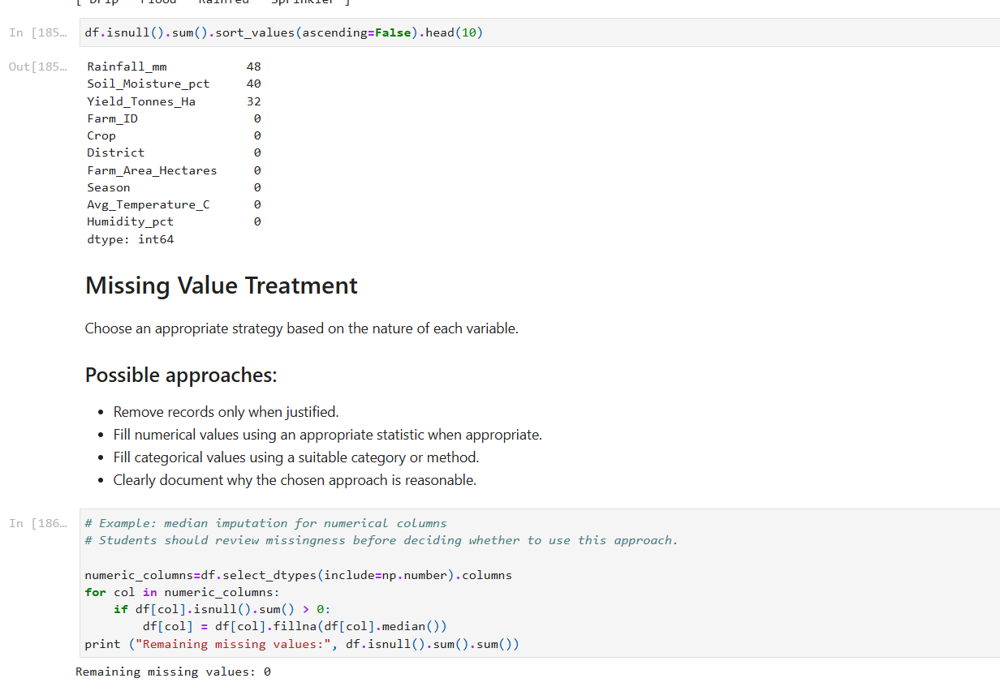 ['Drip' 'Flood' 'Rainfed' 'Sprinkler']
In [185…
df.isnull().sum().sort_values(ascending=False).head(10)
Out[185…
Rainfall_mm 48
Soil_Moisture_pct 40
Yield_Tonnes_Ha 32
Farm_ID 0
Crop 0
District 0
Farm_Area_Hectares 0
Season 0
Avg_Temperature_C 0
Humidity_pct 0
dtype: int64
Missing Value Treatment
Choose an appropriate strategy based on the nature of each variable.
Possible approaches:
• Remove records only when justified.
• Fill numerical values using an appropriate statistic when appropriate.
• Fill categorical values using a suitable category or method.
• Clearly document why the chosen approach is reasonable.
In [186…
# Example: median imputation for numerical columns
# Students should review missingness before deciding whether to use this approach.
numeric_columns=df.select_dtypes(include=np.number).columns
for col in numeric_columns:
    if df[col].isnull().sum() > 0:
        df[col] = df[col].fillna(df[col].median())
print ("Remaining missing values:", df.isnull().sum().sum())
Remaining missing values: 0